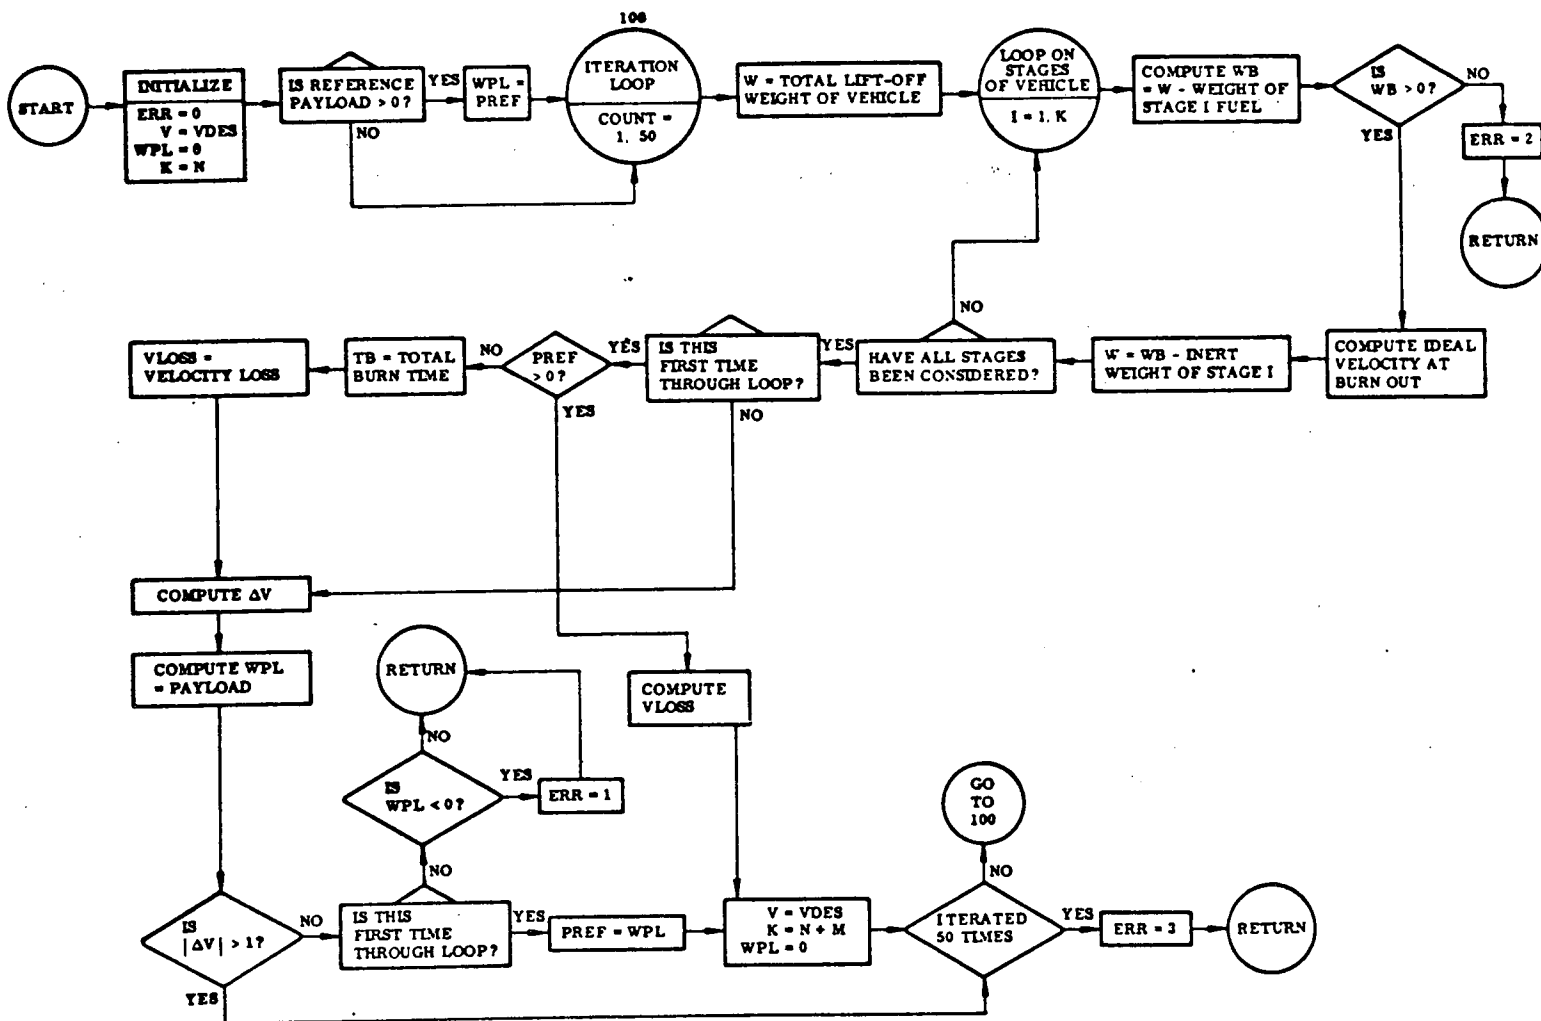 START
INITIALIZE
ERR = 0
V = VDES
WPL = 0
K = N
IS REFERENCE
PAYLOAD > 0?
YES
NO
WPL =
PREF
100
ITERATION
LOOP
COUNT =
1, 50
W = TOTAL LIFT-OFF
WEIGHT OF VEHICLE
LOOP ON
STAGES
OF VEHICLE
I = 1, K
COMPUTE WB
= W - WEIGHT OF
STAGE I FUEL
IS
WB > 0?
NO
YES
ERR = 2
RETURN
COMPUTE IDEAL
VELOCITY AT
BURN OUT
W = WB - INERT
WEIGHT OF STAGE I
HAVE ALL STAGES
BEEN CONSIDERED?
NO
YES
IS THIS
FIRST TIME
THROUGH LOOP?
YES
NO
PREF
> 0?
NO
YES
TB = TOTAL
BURN TIME
VLOSS =
VELOCITY LOSS
COMPUTE ΔV
COMPUTE WPL
= PAYLOAD
IS
|ΔV| > 1?
NO
YES
IS THIS
FIRST TIME
THROUGH LOOP?
NO
YES
IS
WPL < 0?
NO
YES
ERR = 1
RETURN
PREF = WPL
COMPUTE
VLOSS
V = VDES
K = N + M
WPL = 0
ITERATED
50 TIMES
NO
YES
GO
TO
100
ERR = 3
RETURN